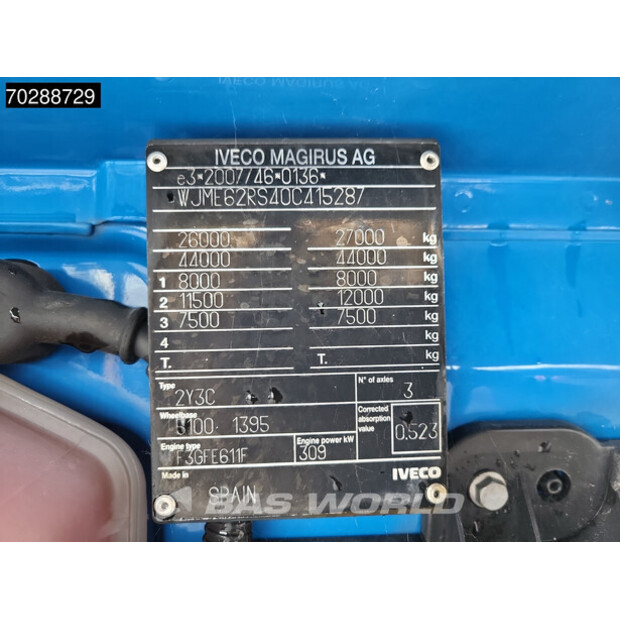 70288729
IVECO MAGIRUS AG
e3*2007/46*0136*
WJME62RS40C415287
26000 27000 kg
44000 44000 kg
1 8000 8000 kg
2 11500 12000 kg
3 7500 7500 kg
4 kg
T. T. kg
Type 2Y3C
N° of axles 3
Wheelbase 1395
Corrected absorption value 0.523
Engine type F3GFE611F
Engine power kW 309
Made in SPAIN
IVECO
BAS WORLD